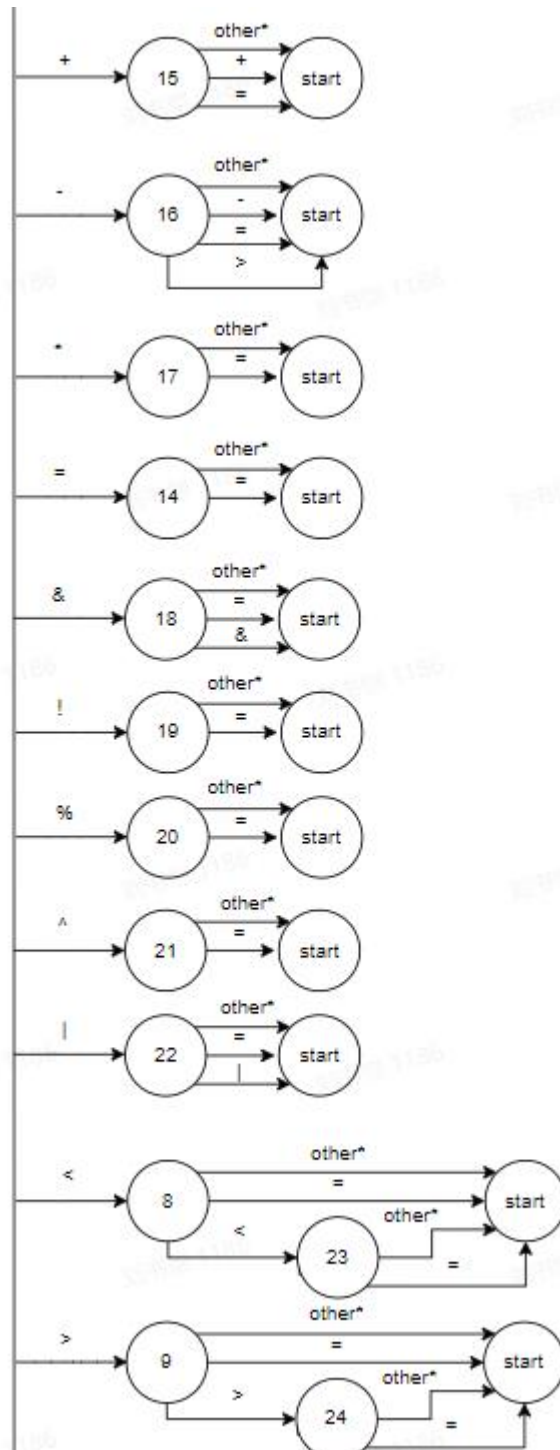 other*
+ 15 + start
=
other*
- 16 - start
=
>
other*
* 17 = start
other*
= 14 = start
other*
& 18 = start
&
other*
! 19 = start
other*
% 20 = start
other*
^ 21 = start
other*
| 22 = start
|
other*
< 8 = start
< 23 other*
=
other*
> 9 = start
> 24 other*
=